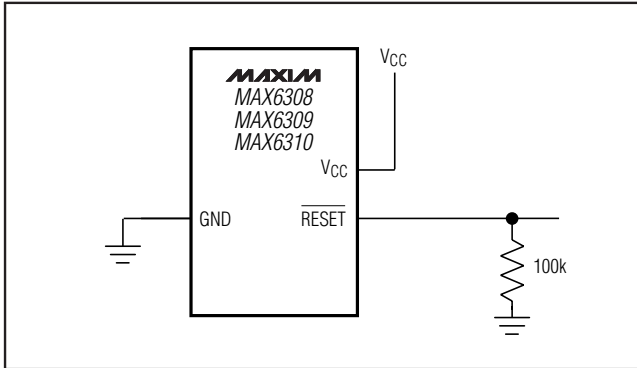 VCC
MAXIM
MAX6308
MAX6309
MAX6310
VCC
GND
RESET
100k